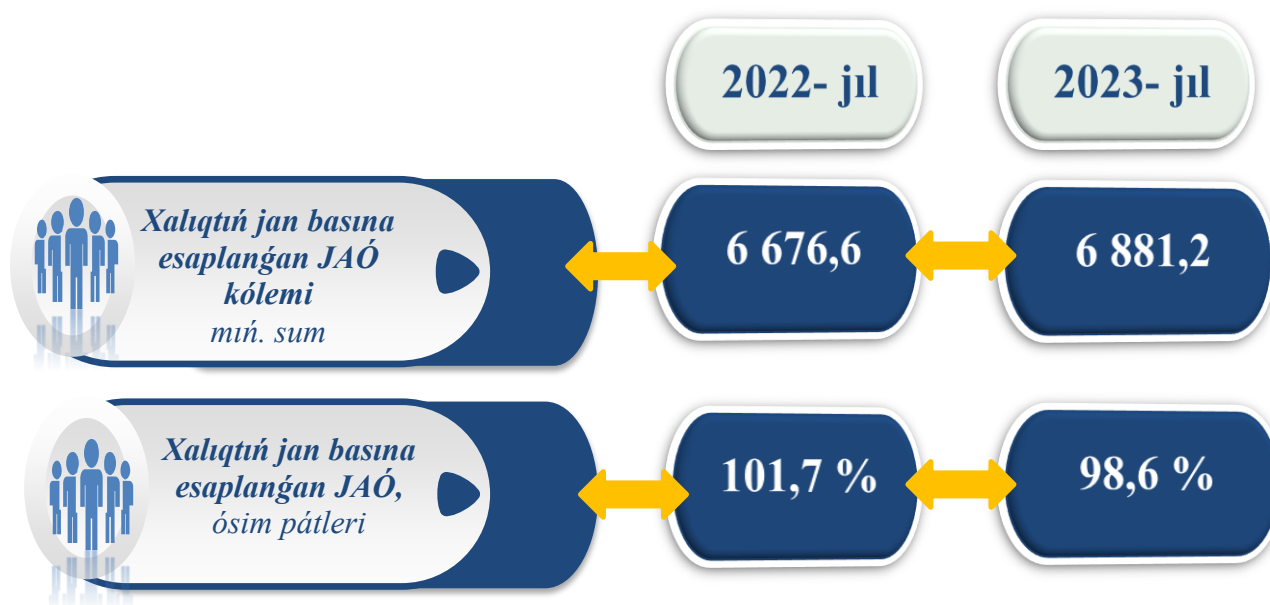 2022- jıl
2023- jıl
Xalıqtıń jan basına
esaplanǵan JAÓ
kólemi
mıń. sum
6 676,6
6 881,2
Xalıqtıń jan basına
esaplanǵan JAÓ,
ósim pátleri
101,7 %
98,6 %